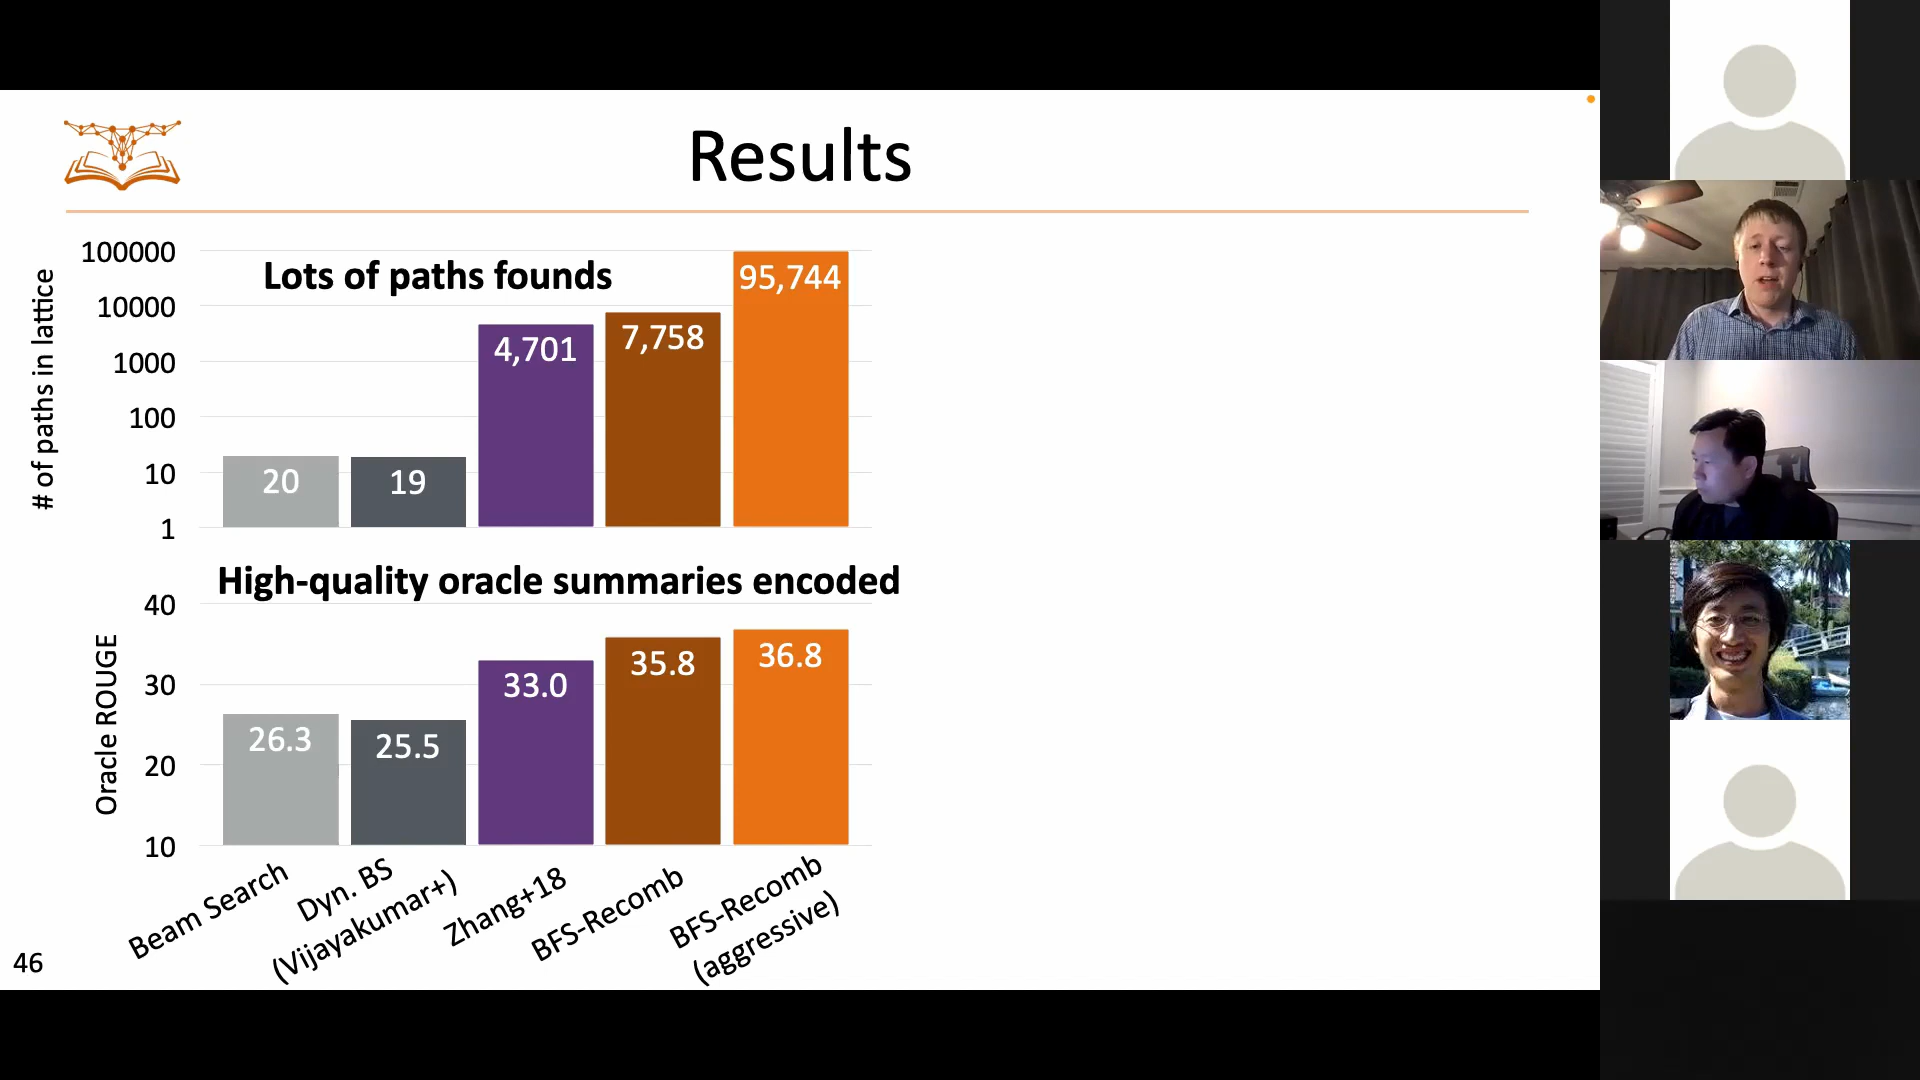 Results
# of paths in lattice
100000
10000
1000
100
10
1
Lots of paths founds
20
19
4,701
7,758
95,744
High-quality oracle summaries encoded
Oracle ROUGE
40
30
20
10
26.3
25.5
33.0
35.8
36.8
Beam Search
Dyn. BS
(Vijayakumar+)
Zhang+18
BFS-Recomb
BFS-Recomb
(aggressive)
46